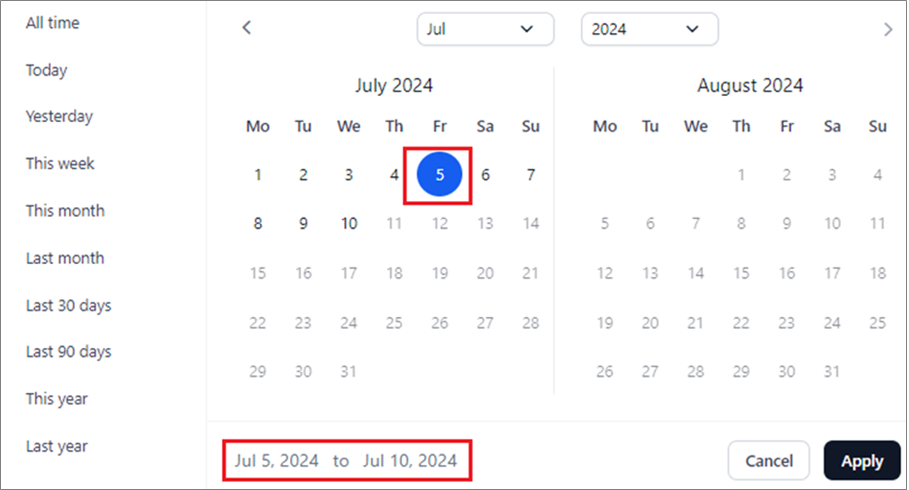 All time
Today
Yesterday
This week
This month
Last month
Last 30 days
Last 90 days
This year
Last year
Jul 2024
July 2024
Mo Tu We Th Fr Sa Su
1 2 3 4 5 6 7
8 9 10 11 12 13 14
15 16 17 18 19 20 21
22 23 24 25 26 27 28
29 30 31
August 2024
Mo Tu We Th Fr Sa Su
1 2 3 4
5 6 7 8 9 10 11
12 13 14 15 16 17 18
19 20 21 22 23 24 25
26 27 28 29 30 31
Jul 5, 2024 to Jul 10, 2024
Cancel Apply